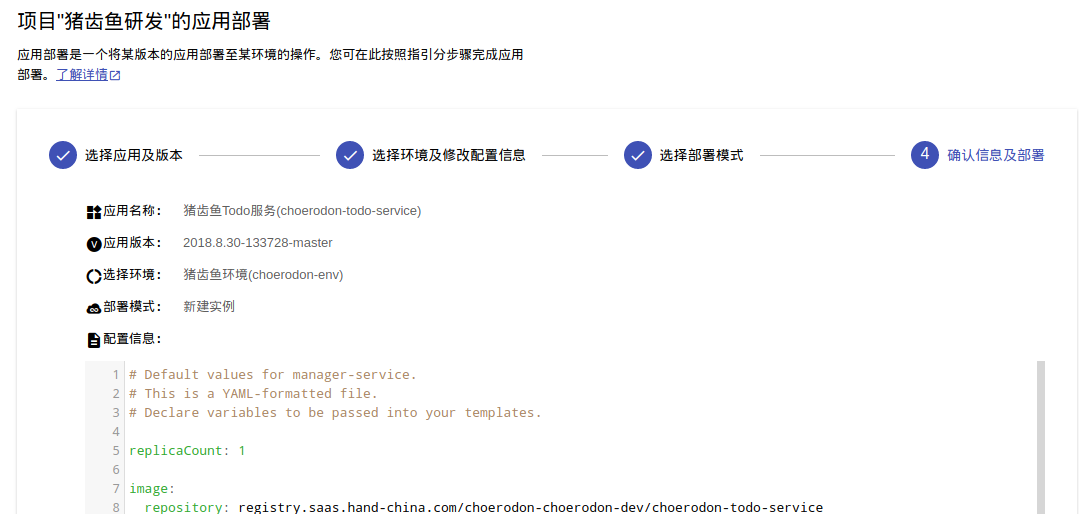 项目"猪齿鱼研发"的应用部署
应用部署是一个将某版本的应用部署至某环境的操作。您可在此按照指引分步骤完成应用
部署。了解详情
选择应用及版本 选择环境及修改配置信息 选择部署模式 4 确认信息及部署
应用名称: 猪齿鱼Todo服务(choerodon-todo-service)
V 应用版本: 2018.8.30-133728-master
选择环境: 猪齿鱼环境(choerodon-env)
部署模式: 新建实例
配置信息:
1 # Default values for manager-service.
2 # This is a YAML-formatted file.
3 # Declare variables to be passed into your templates.
4
5 replicaCount: 1
6
7 image:
8 repository: registry.saas.hand-china.com/choerodon-choerodon-dev/choerodon-todo-service